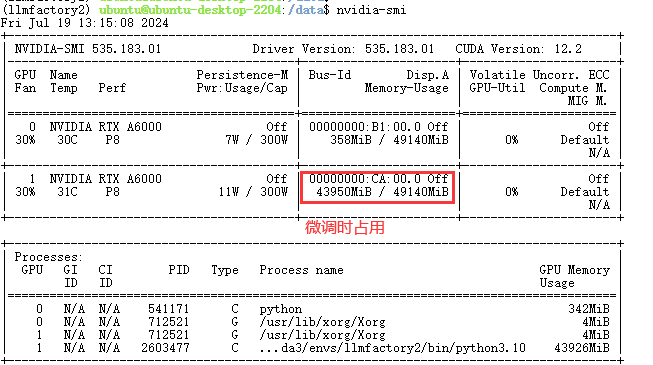 (llmfactory2) ubuntu@ubuntu-desktop-2204:/data$ nvidia-smi
Fri Jul 19 13:15:08 2024
NVIDIA-SMI 535.183.01 Driver Version: 535.183.01 CUDA Version: 12.2
GPU Name Persistence-M Bus-Id Disp.A Volatile Uncorr. ECC
Fan Temp Perf Pwr:Usage/Cap Memory-Usage GPU-Util Compute M.
MIG M.
0 NVIDIA RTX A6000 Off 00000000:B1:00.0 Off Off
30% 30C P8 7W / 300W 358MiB / 49140MiB 0% Default
N/A
1 NVIDIA RTX A6000 Off 00000000:CA:00.0 Off Off
30% 31C P8 11W / 300W 43950MiB / 49140MiB 0% Default
N/A
微调时占用
Processes:
GPU GI CI PID Type Process name GPU Memory
ID ID Usage
0 N/A N/A 541171 C python 342MiB
0 N/A N/A 712521 G /usr/lib/xorg/Xorg 4MiB
1 N/A N/A 712521 G /usr/lib/xorg/Xorg 4MiB
1 N/A N/A 2603477 C ...da3/envs/llmfactory2/bin/python3.10 43926MiB